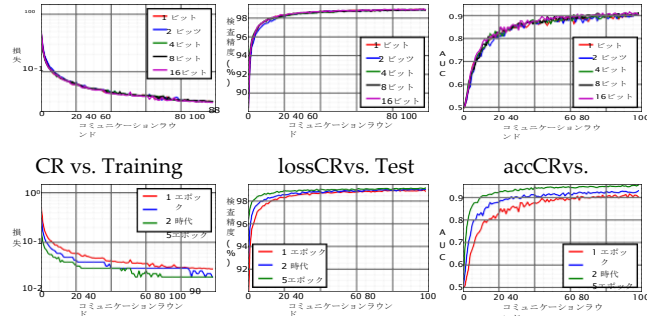 10⁰
10-1
損失
1 ビット
2 ビッツ
4 ビット
8 ビット
16ビット
0 20 40 60 80 100
88
コミュニケーションラウ
ンド
98
96
94
92
90
検査精度(%)
1 ビット
2 ビッツ
4 ビット
8 ビット
16ビット
0 20 40 60 80 100
コミュニケーションラウンド
0.9
0.8
0.7
0.6
0.5
AUC
1 ビット
2 ビッツ
4 ビット
8 ビット
16ビット
0 20 40 60 80 100
コミュニケーションラウ
ンド
CR vs. Training
lossCRvs. Test
accCRvs.
10⁰
10-1
10-2
損失
1 エポッ
ク
2 時代
5エポック
0 20 40 60 80 100
90
コミュニケーションラウ
ンド
98
96
94
92
検査精度(%)
1 エポック
2 時代
5エポック
0 20 40 60 80 100
コミュニケーションラウンド
0.9
0.8
0.7
0.6
0.5
AUC
1 エポッ
ク
2 時代
5エポック
0 20 40 60 80 100
コミュニケーションラウ